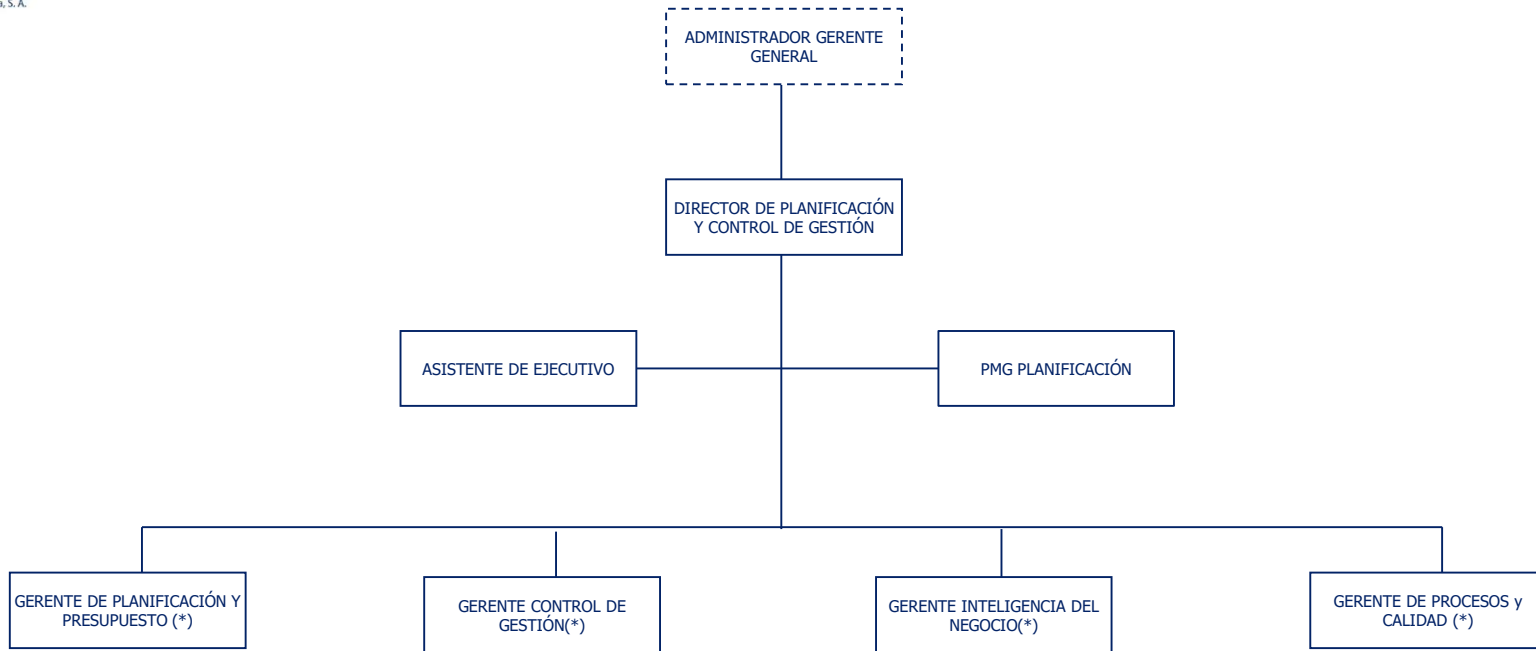 a, S. A.
ADMINISTRADOR GERENTE
GENERAL
DIRECTOR DE PLANIFICACIÓN
Y CONTROL DE GESTIÓN
ASISTENTE DE EJECUTIVO
PMG PLANIFICACIÓN
GERENTE DE PLANIFICACIÓN Y
PRESUPUESTO (*)
GERENTE CONTROL DE
GESTIÓN(*)
GERENTE INTELIGENCIA DEL
NEGOCIO(*)
GERENTE DE PROCESOS y
CALIDAD (*)